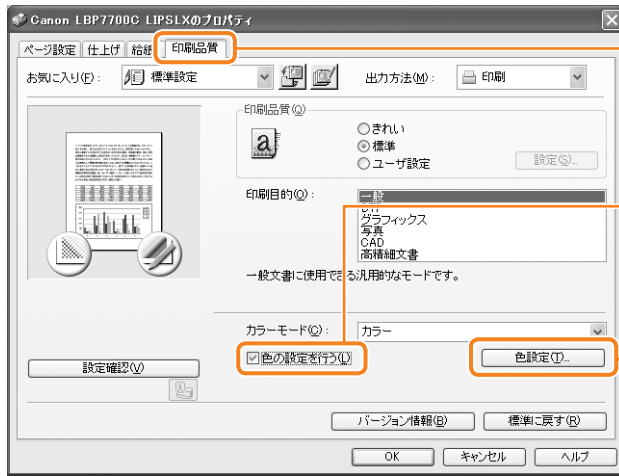 Canon LBP7700C LIPSLXのプロパティ
ページ設定 仕上げ 給紙 印刷品質
お気に入り(F)： 標準設定 出力方法(M)： 印刷
印刷品質(Q)
a
きれい
標準
ユーザ設定 設定(S)...
印刷目的(O)： 一般
グラフィックス
写真
CAD
高精細文書
一般文書に使用できる汎用的なモードです。
カラーモード(C)： カラー
色の設定を行う(L) 色設定(T)...
設定確認(V)
バージョン情報(B) 標準に戻す(R)
OK キャンセル ヘルプ